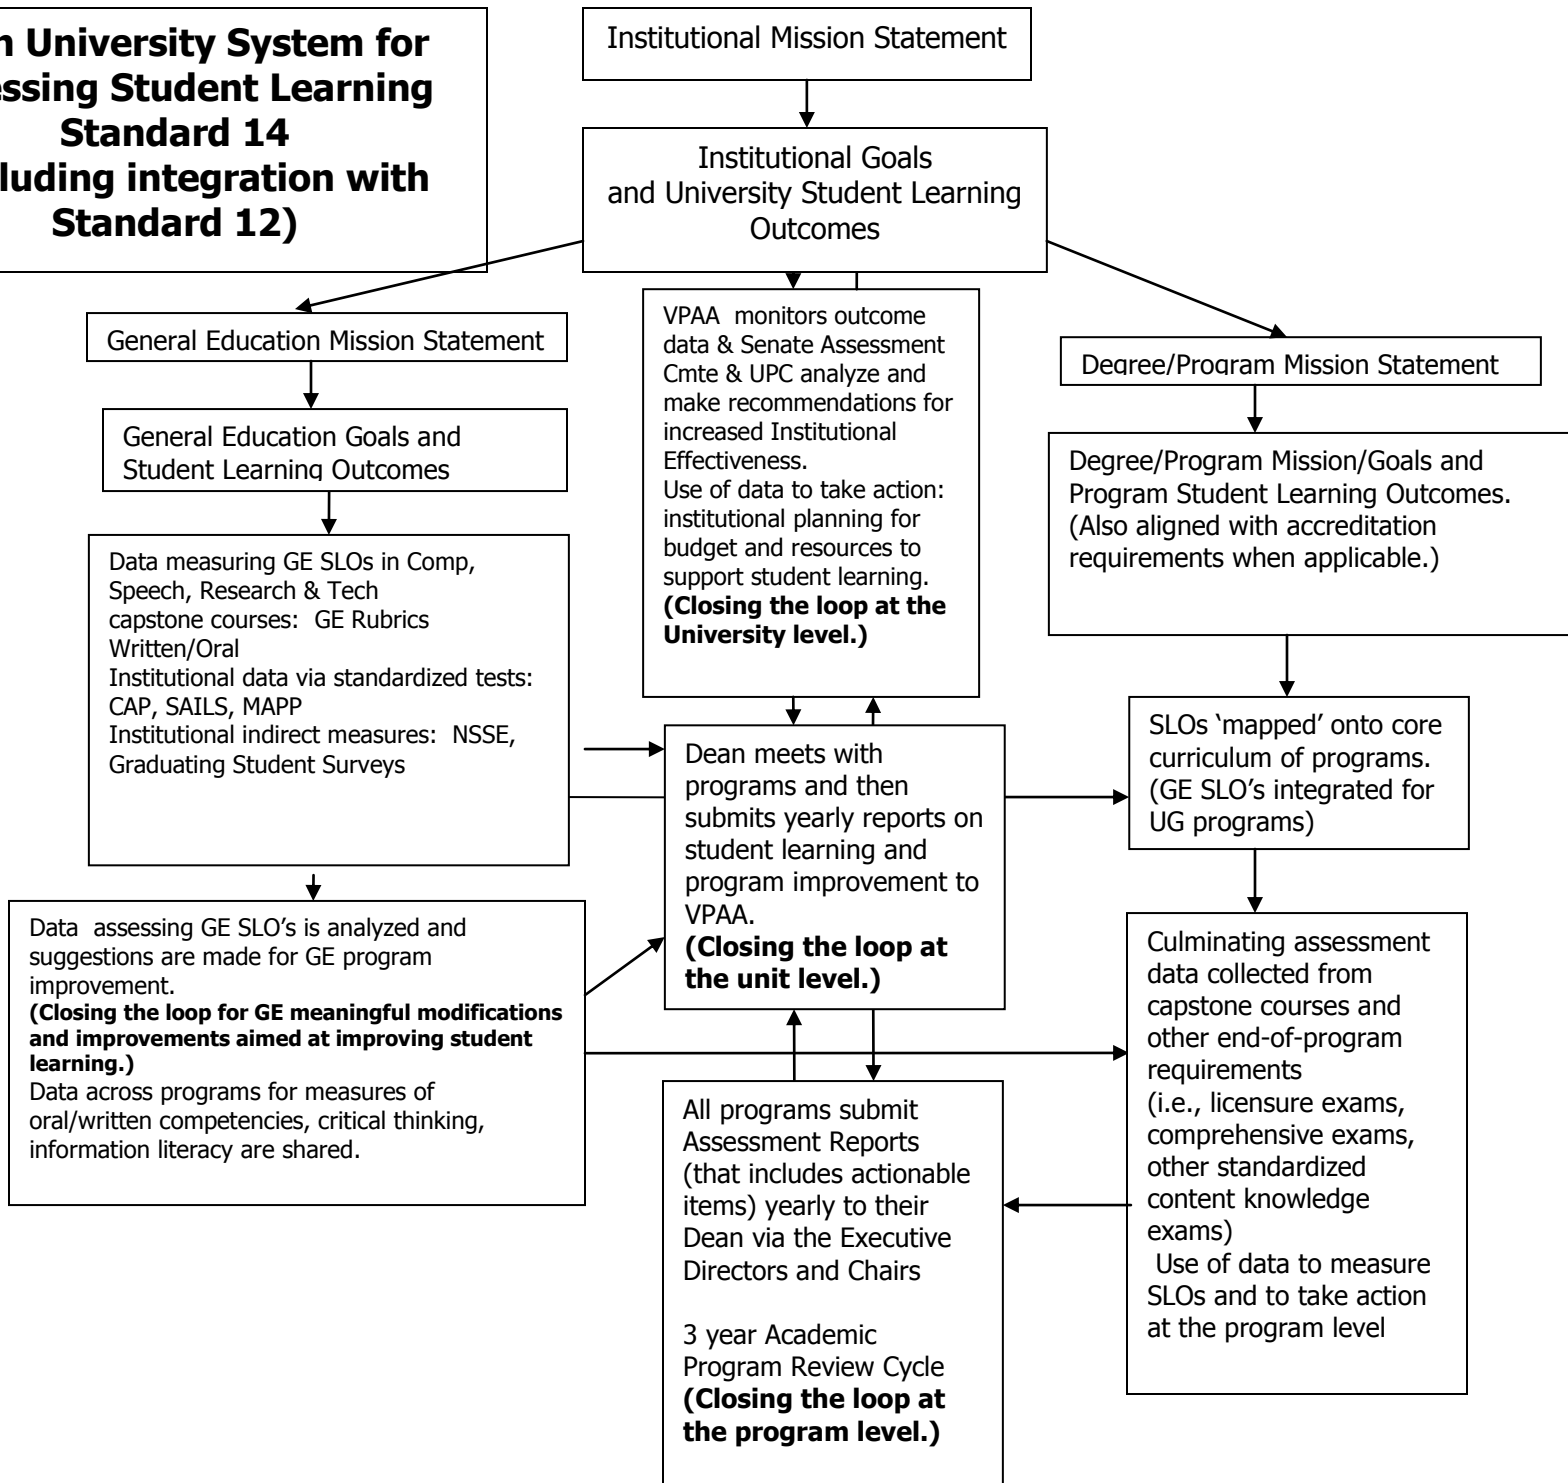 University System for
Student Learning
Standard 14
integration with
Standard 12)
Institutional Mission Statement
Institutional Goals
and University Student Learning
Outcomes
General Education Mission Statement
General Education Goals and
Student Learning Outcomes
Data measuring GE SLOs in Comp,
Speech, Research & Tech
capstone courses:  GE Rubrics
Written/Oral
Institutional data via standardized tests:
CAP, SAILS, MAPP
Institutional indirect measures:  NSSE,
Graduating Student Surveys
Data  assessing GE SLO’s is analyzed and
suggestions are made for GE program
improvement.
(Closing the loop for GE meaningful modifications
and improvements aimed at improving student
learning.)
Data across programs for measures of
oral/written competencies, critical thinking,
information literacy are shared.
VPAA  monitors outcome
data & Senate Assessment
Cmte & UPC analyze and
make recommendations for
increased Institutional
Effectiveness.
Use of data to take action:
institutional planning for
budget and resources to
support student learning.
(Closing the loop at the
University level.)
Dean meets with
programs and then
submits yearly reports on
student learning and
program improvement to
VPAA.
(Closing the loop at
the unit level.)
All programs submit
Assessment Reports
(that includes actionable
items) yearly to their
Dean via the Executive
Directors and Chairs
3 year Academic
Program Review Cycle
(Closing the loop at
the program level.)
Degree/Program Mission Statement
Degree/Program Mission/Goals and
Program Student Learning Outcomes.
(Also aligned with accreditation
requirements when applicable.)
SLOs ‘mapped’ onto core
curriculum of programs.
(GE SLO’s integrated for
UG programs)
Culminating assessment
data collected from
capstone courses and
other end-of-program
requirements
(i.e., licensure exams,
comprehensive exams,
other standardized
content knowledge
exams)
Use of data to measure
SLOs and to take action
at the program level